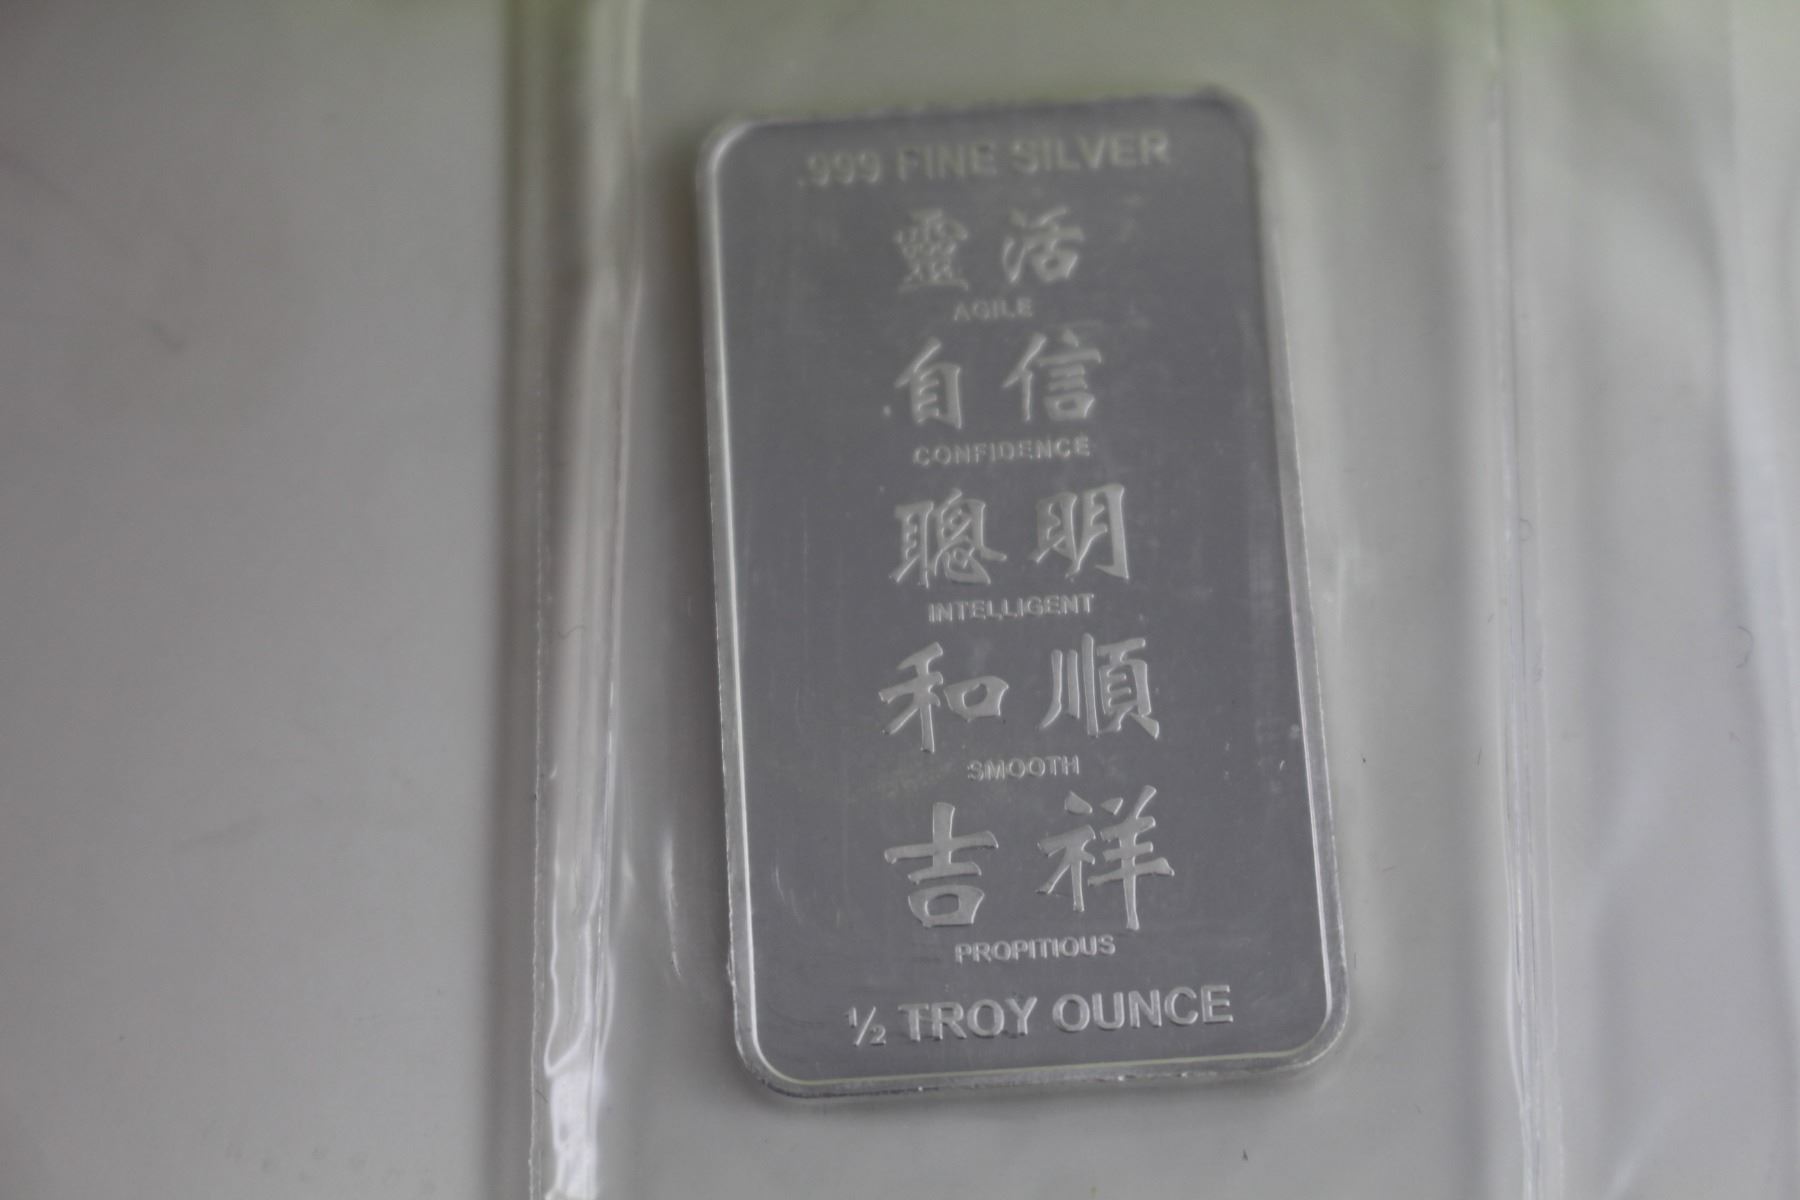 .999 FINE SILVER
靈活
AGILE
自信
CONFIDENCE
聰明
INTELLIGENT
和順
SMOOTH
吉祥
PROPITIOUS
½ TROY OUNCE